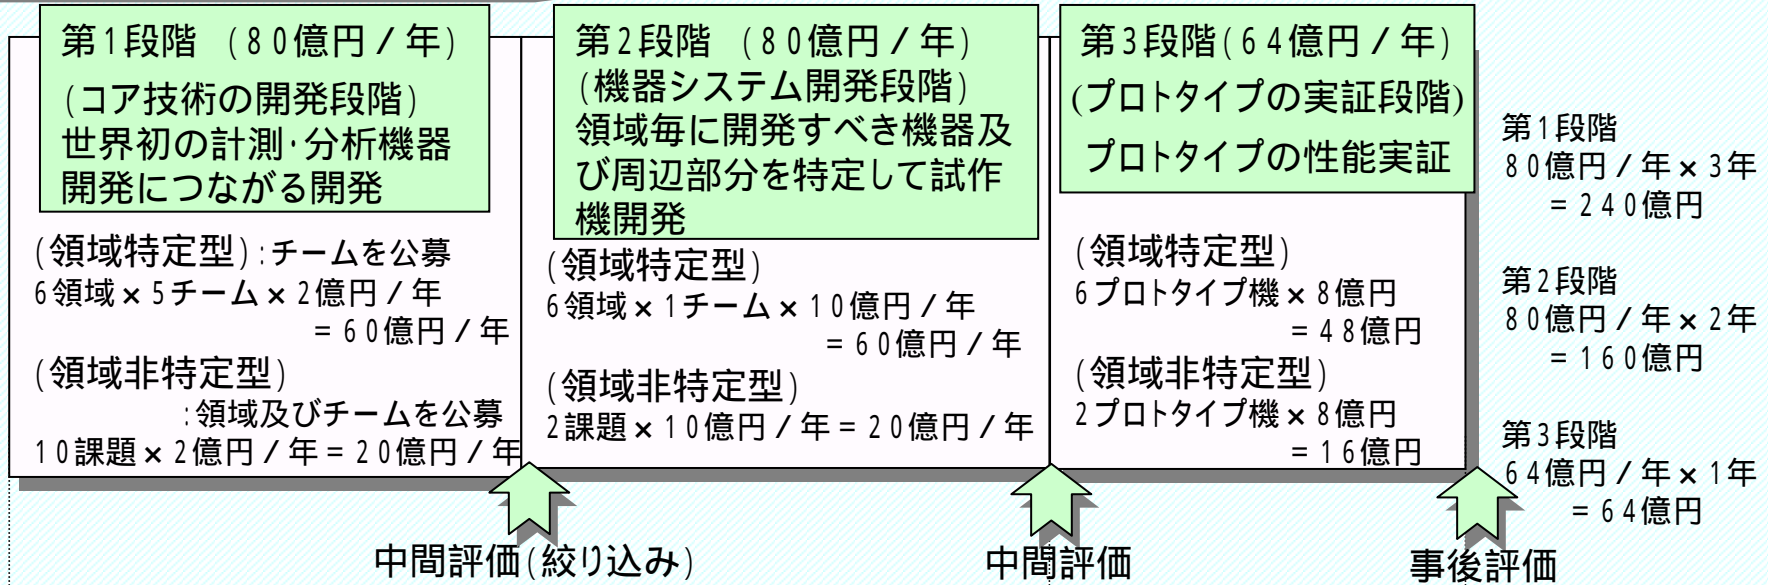 第1段階 (80億円/年)
(コア技術の開発段階)
世界初の計測・分析機器
開発につながる開発
(領域特定型):チームを公募
6領域×5チーム×2億円/年
=60億円/年
(領域非特定型)
:領域及びチームを公募
10課題×2億円/年=20億円/年
第2段階 (80億円/年)
(機器システム開発段階)
領域毎に開発すべき機器及
び周辺部分を特定して試作
機開発
(領域特定型)
6領域×1チーム×10億円/年
=60億円/年
(領域非特定型)
2課題×10億円/年=20億円/年
第3段階(64億円/年)
(プロトタイプの実証段階)
プロトタイプの性能実証
(領域特定型)
6プロトタイプ機×8億円
=48億円
(領域非特定型)
2プロトタイプ機×8億円
=16億円
第1段階
80億円/年×3年
=240億円
第2段階
80億円/年×2年
=160億円
第3段階
64億円/年×1年
=64億円
中間評価(絞り込み)
中間評価
事後評価